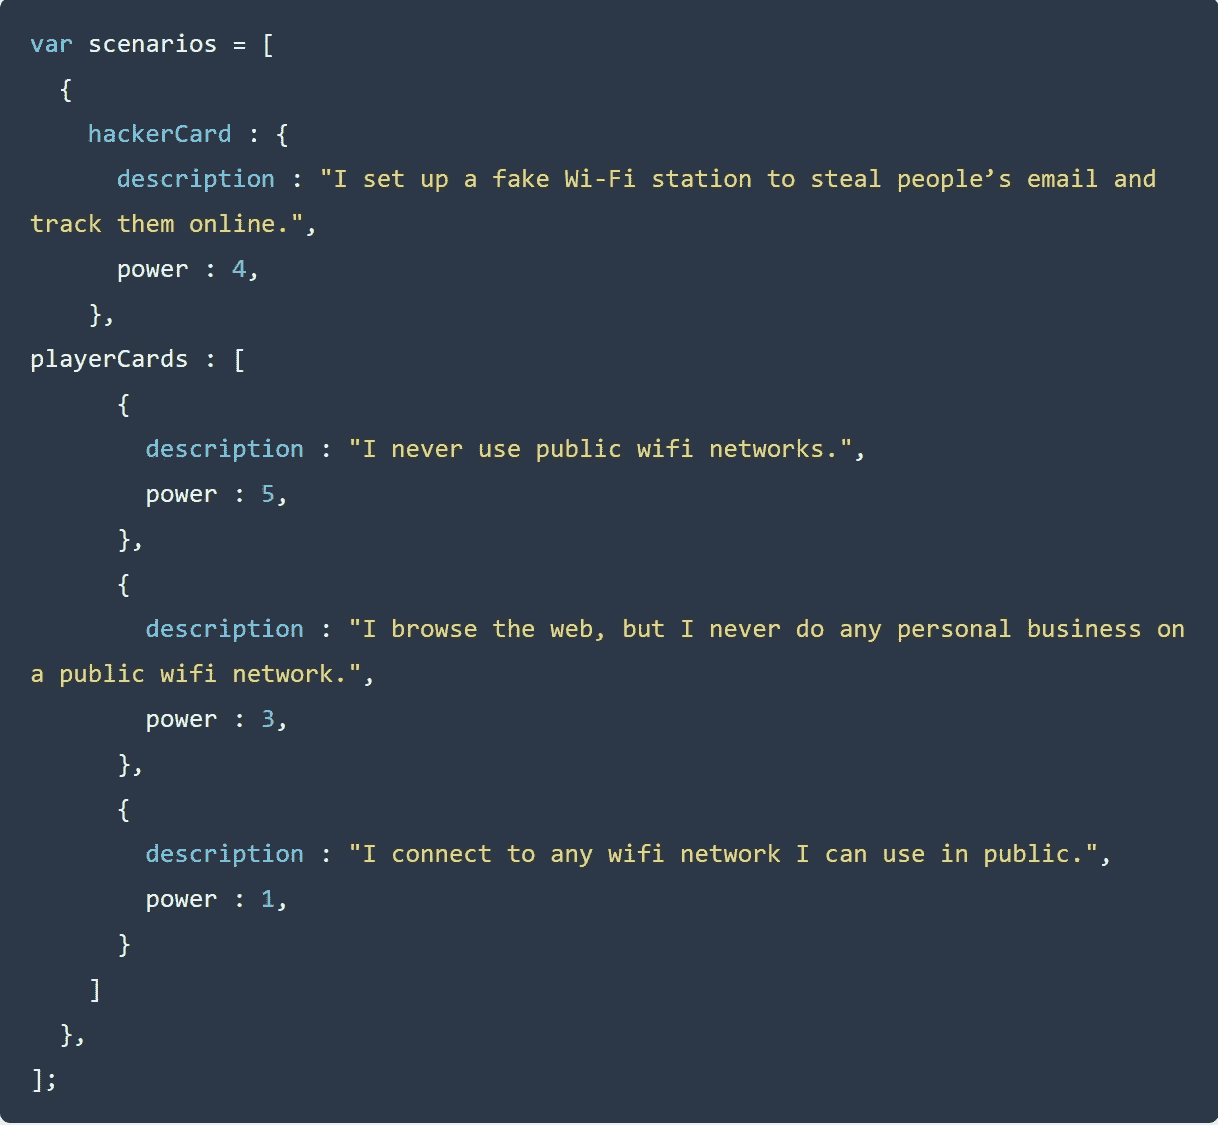 var scenarios = [
  {
    hackerCard : {
      description : "I set up a fake Wi-Fi station to steal people’s email and
track them online.",
      power : 4,
    },
playerCards : [
      {
        description : "I never use public wifi networks.",
        power : 5,
      },
      {
        description : "I browse the web, but I never do any personal business on
a public wifi network.",
        power : 3,
      },
      {
        description : "I connect to any wifi network I can use in public.",
        power : 1,
      }
    ]
  },
];